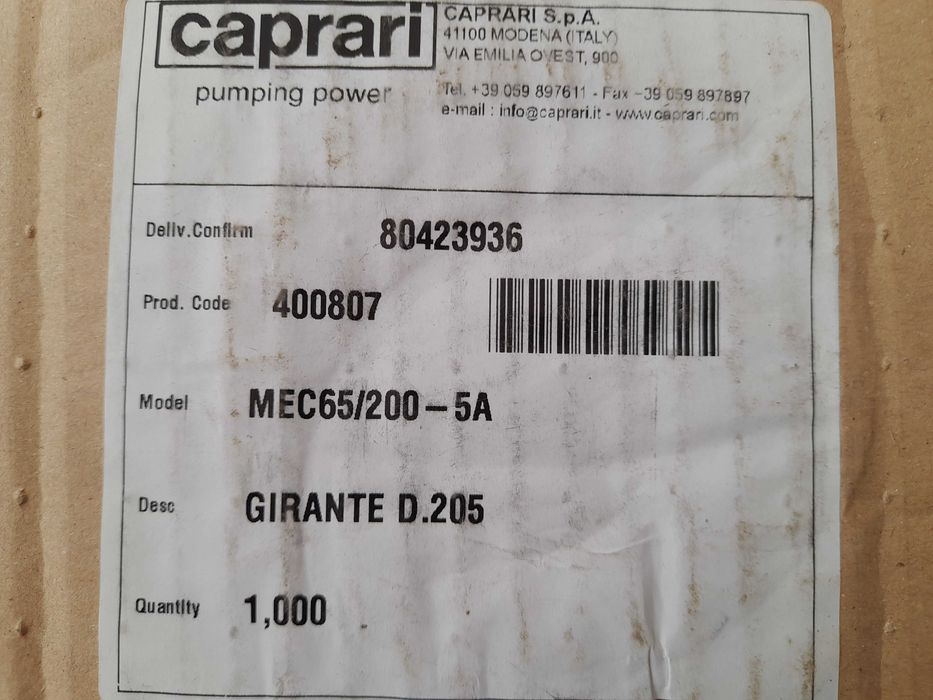 caprari
pumping power
CAPRARI S.p.A.
41100 MODENA (ITALY)
VIA EMILIA OVEST, 900
Tel. +39 059 897611 - Fax +39 059 897897
e-mail : info@caprari.it - www.caprari.com
Deliv.Confirm 80423936
Prod. Code 400807
Model MEC65/200-5A
Desc GIRANTE D.205
Quantity 1,000